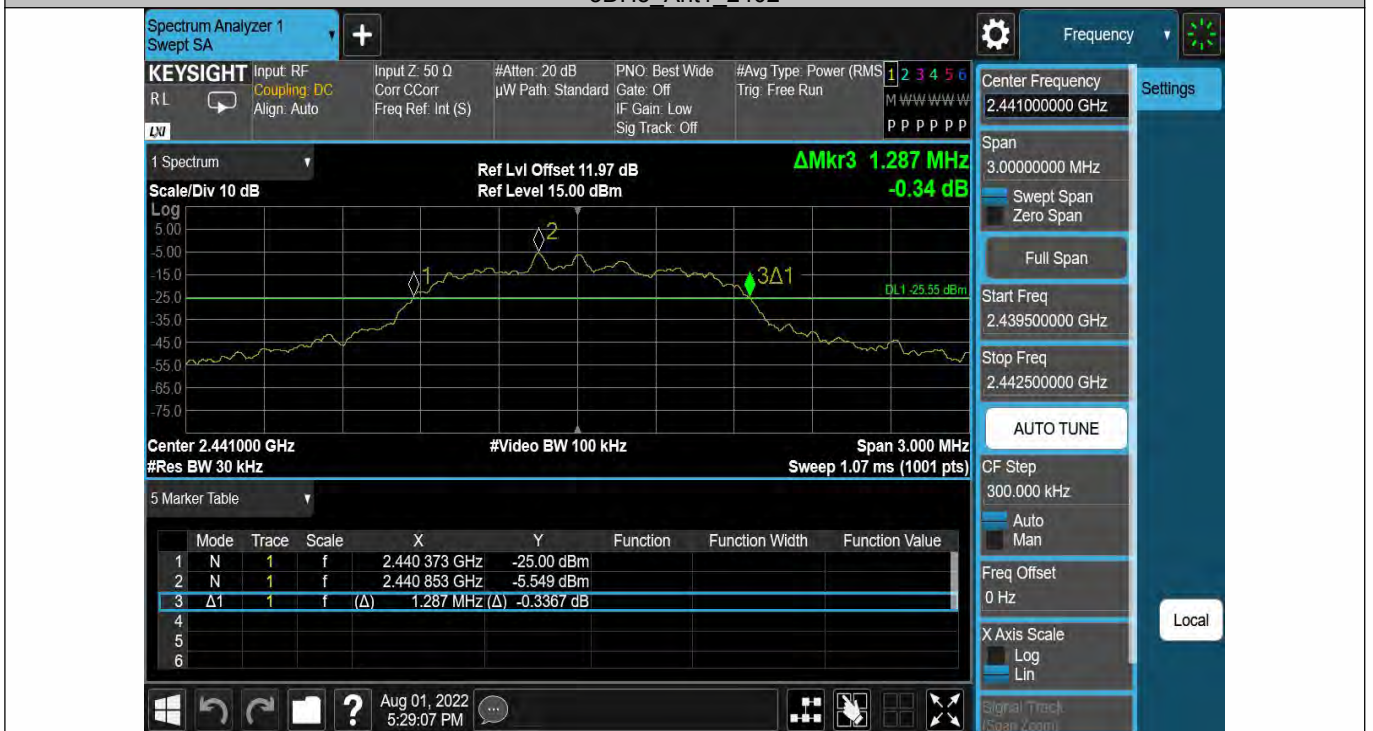 Spectrum Analyzer 1
Swept SA
+
Frequency
KEYSIGHT
RL
LXI
Input: RF
Coupling: DC
Align: Auto
Input Z: 50 Ω
Corr CCorr
Freq Ref: Int (S)
#Atten: 20 dB
µW Path: Standard
PNO: Best Wide
Gate: Off
IF Gain: Low
Sig Track: Off
#Avg Type: Power (RMS
Trig: Free Run
1 2 3 4 5 6
M W W W W W
P P P P P P
Center Frequency
2.441000000 GHz
Settings
1 Spectrum
Scale/Div 10 dB
Ref Lvl Offset 11.97 dB
Ref Level 15.00 dBm
ΔMkr3 1.287 MHz
-0.34 dB
Span
3.00000000 MHz
Swept Span
Zero Span
Full Span
Log
5.00
-5.00
-15.0
-25.0
-35.0
-45.0
-55.0
-65.0
-75.0
1
2
3Δ1
DL1 -25.55 dBm
Start Freq
2.439500000 GHz
Stop Freq
2.442500000 GHz
AUTO TUNE
Center 2.441000 GHz
#Video BW 100 kHz
Span 3.000 MHz
#Res BW 30 kHz
Sweep 1.07 ms (1001 pts)
CF Step
300.000 kHz
Auto
Man
5 Marker Table
Mode Trace Scale X Y Function Function Width Function Value
1 N 1 f 2.440 373 GHz -25.00 dBm
2 N 1 f 2.440 853 GHz -5.549 dBm
3 Δ1 1 f (Δ) 1.287 MHz (Δ) -0.3367 dB
4
5
6
Freq Offset
0 Hz
X Axis Scale
Log
Lin
Local
Signal Track
(Span Zoom)
?
Aug 01, 2022
5:29:07 PM